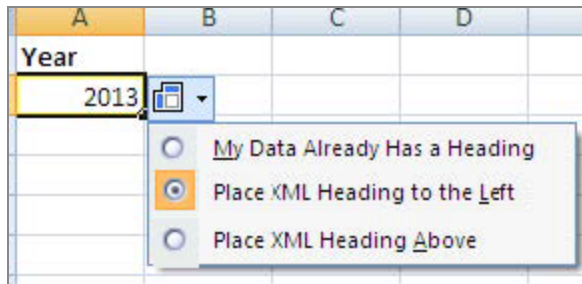 A B C D
Year
2013
My Data Already Has a Heading
Place XML Heading to the Left
Place XML Heading Above